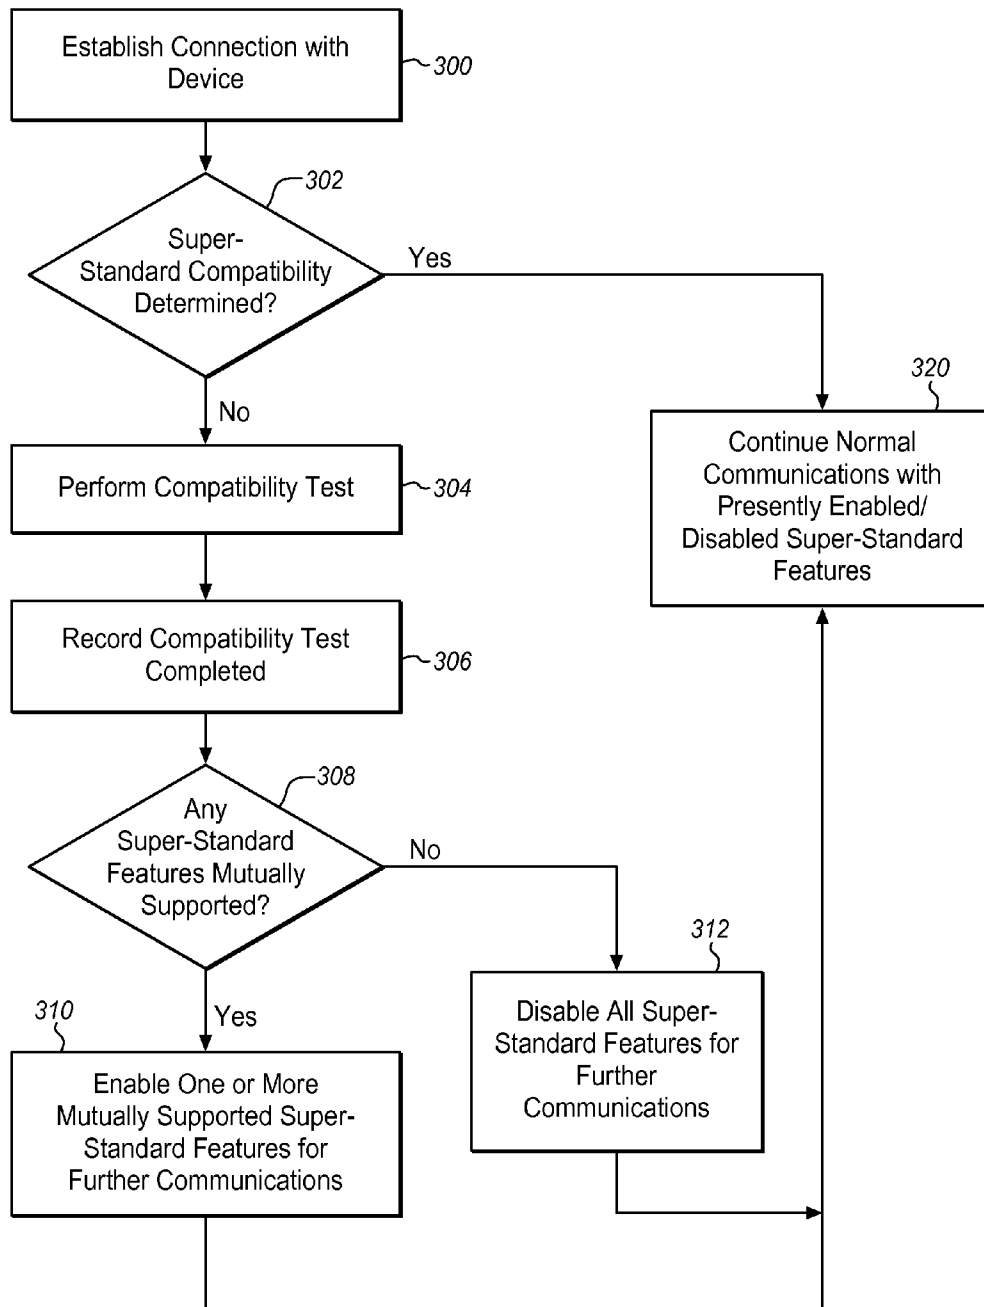 Establish Connection with
Device
300
302
Super-
Standard Compatibility
Determined?
Yes
No
320
Continue Normal
Communications with
Presently Enabled/
Disabled Super-Standard
Features
Perform Compatibility Test
304
Record Compatibility Test
Completed
306
308
Any
Super-Standard
Features Mutually
Supported?
No
Yes
312
Disable All Super-
Standard Features for
Further
Communications
310
Enable One or More
Mutually Supported Super-
Standard Features for
Further Communications